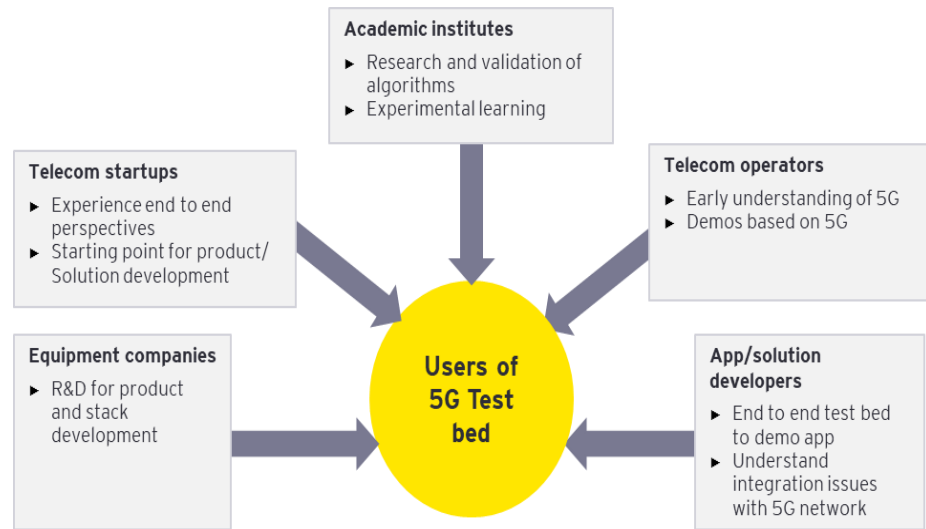 Academic institutes
► Research and validation of
algorithms
► Experimental learning
Telecom startups
► Experience end to end
perspectives
► Starting point for product/
Solution development
Telecom operators
► Early understanding of 5G
► Demos based on 5G
Equipment companies
► R&D for product
and stack
development
Users of
5G Test
bed
App/solution
developers
► End to end test bed
to demo app
► Understand
integration issues
with 5G network